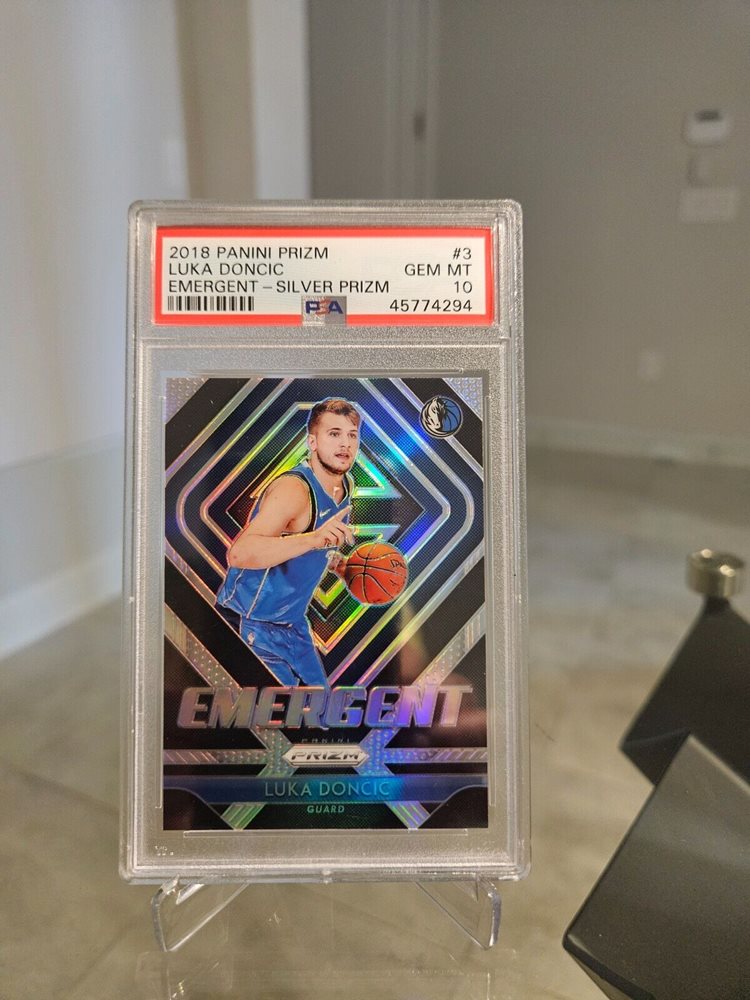 2018 PANINI PRIZM #3
LUKA DONCIC GEM MT
EMERGENT - SILVER PRIZM 10
PSA 45774294
EMERGENT
PANINI
PRIZM
LUKA DONCIC
GUARD